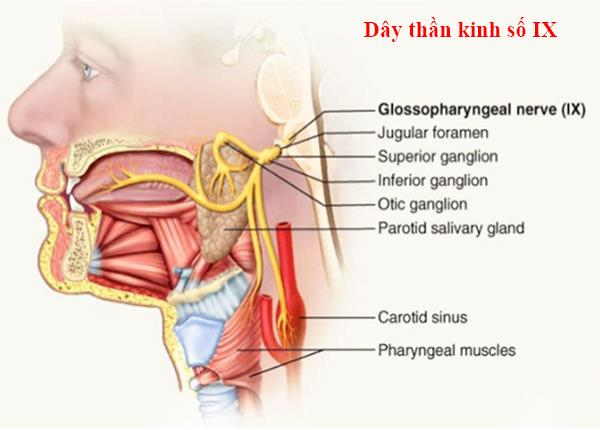 Dây thần kinh số IX
Glossopharyngeal nerve (IX)
Jugular foramen
Superior ganglion
Inferior ganglion
Otic ganglion
Parotid salivary gland
Carotid sinus
Pharyngeal muscles